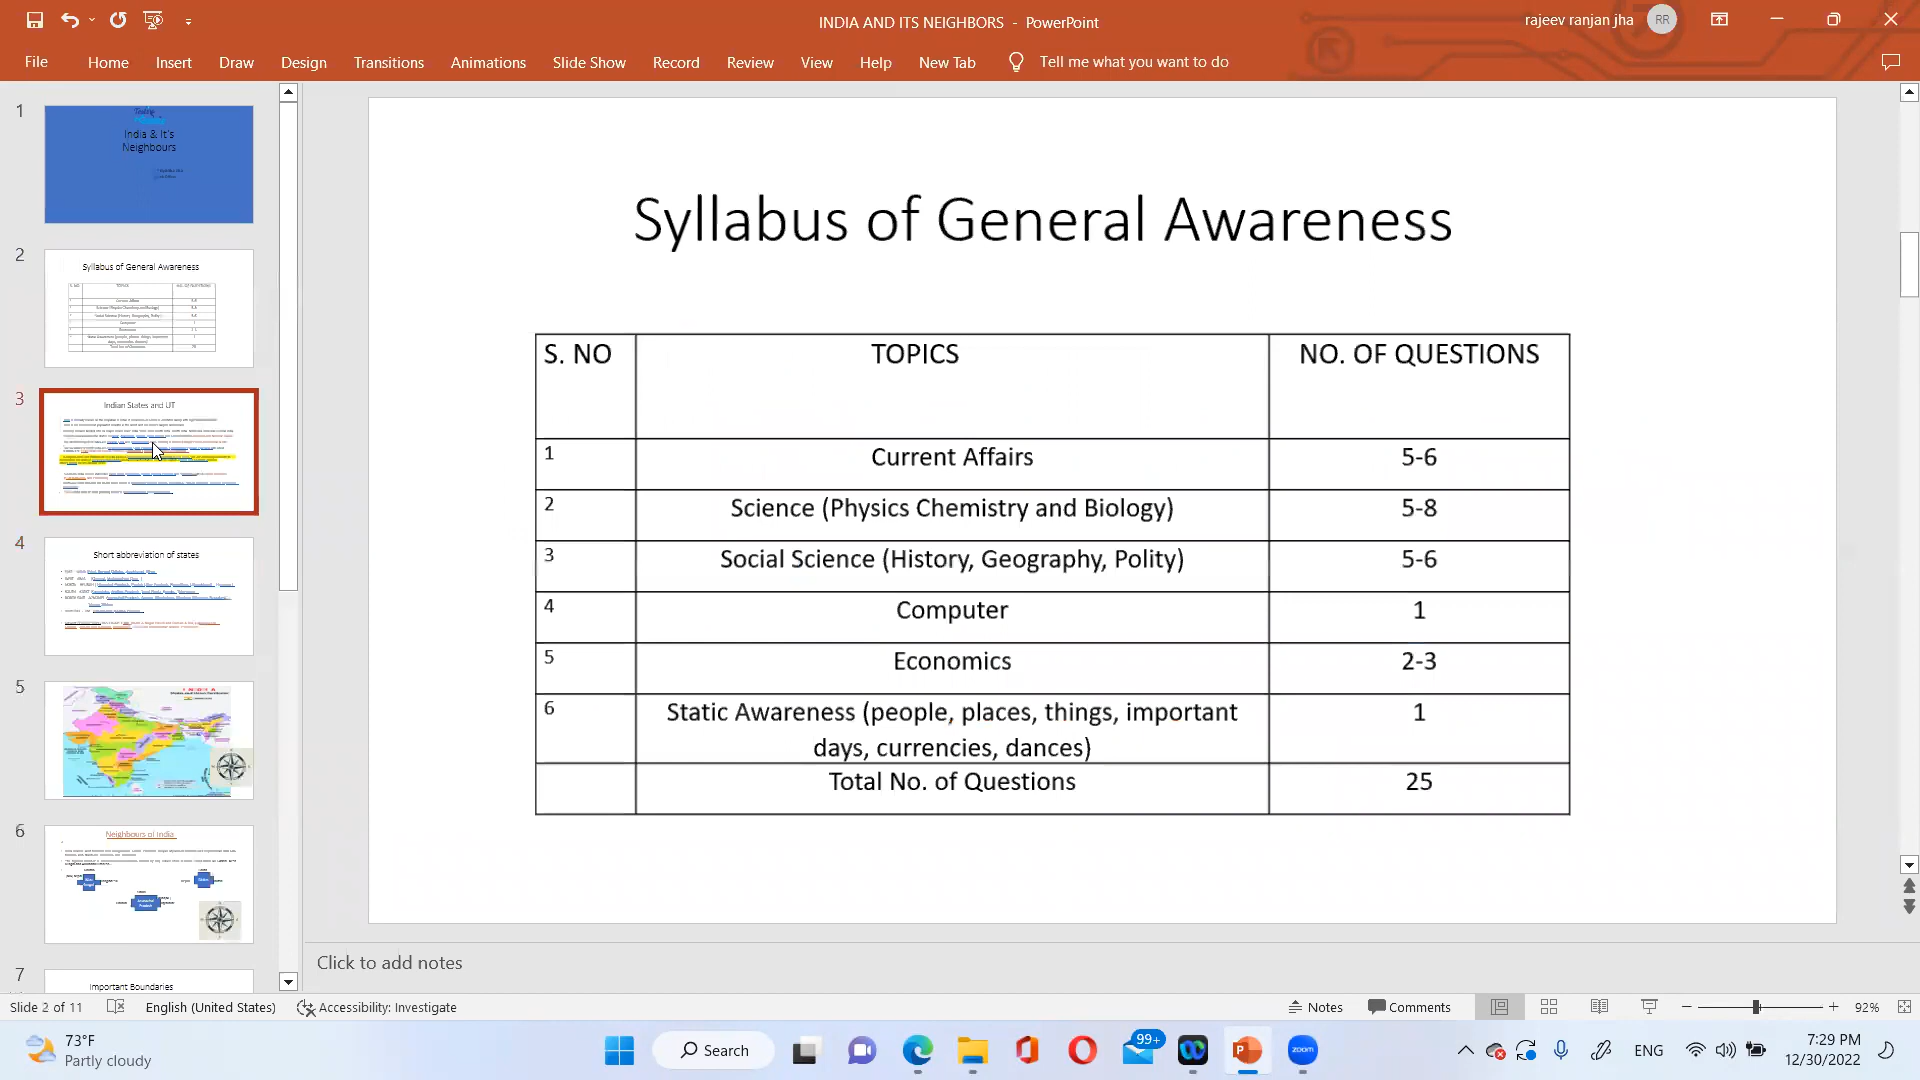 INDIA AND ITS NEIGHBORS - PowerPoint
rajeev ranjan jha
RR
File
Home
Insert
Draw
Design
Transitions
Animations
Slide Show
Record
Review
View
Help
New Tab
Tell me what you want to do
1
India & It's
Neighbours
2
Syllabus of General Awareness
3
Indian States and UT
4
Short abbreviation of states
5
6
Neighbours of India
7
Important Boundaries
Syllabus of General Awareness
S. NO TOPICS NO. OF QUESTIONS
1 Current Affairs 5-6
2 Science (Physics Chemistry and Biology) 5-8
3 Social Science (History, Geography, Polity) 5-6
4 Computer 1
5 Economics 2-3
6 Static Awareness (people, places, things, important 1
days, currencies, dances)
Total No. of Questions 25
Click to add notes
Slide 2 of 11
English (United States)
Accessibility: Investigate
Notes
Comments
92%
73°F
Partly cloudy
Search
99+
zoom
ENG
7:29 PM
12/30/2022